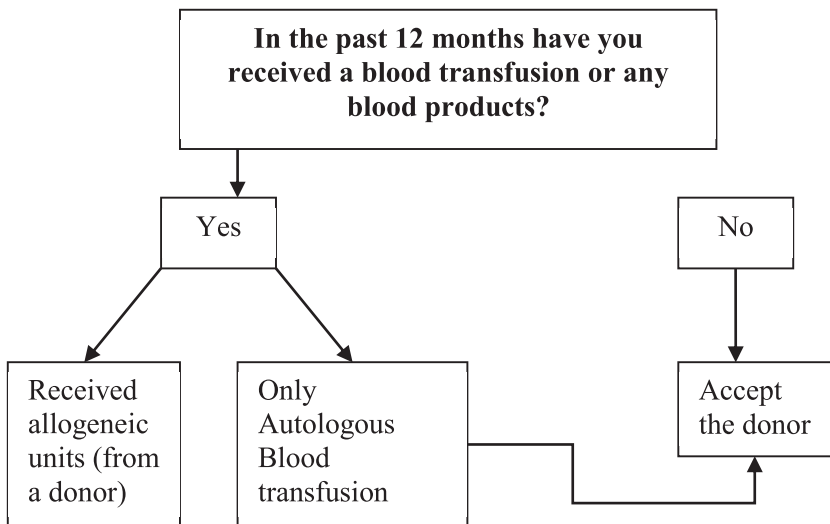 In the past 12 months have you
received a blood transfusion or any
blood products?
Yes
No
Received
allogeneic
units (from
a donor)
Only
Autologous
Blood
transfusion
Accept
the donor